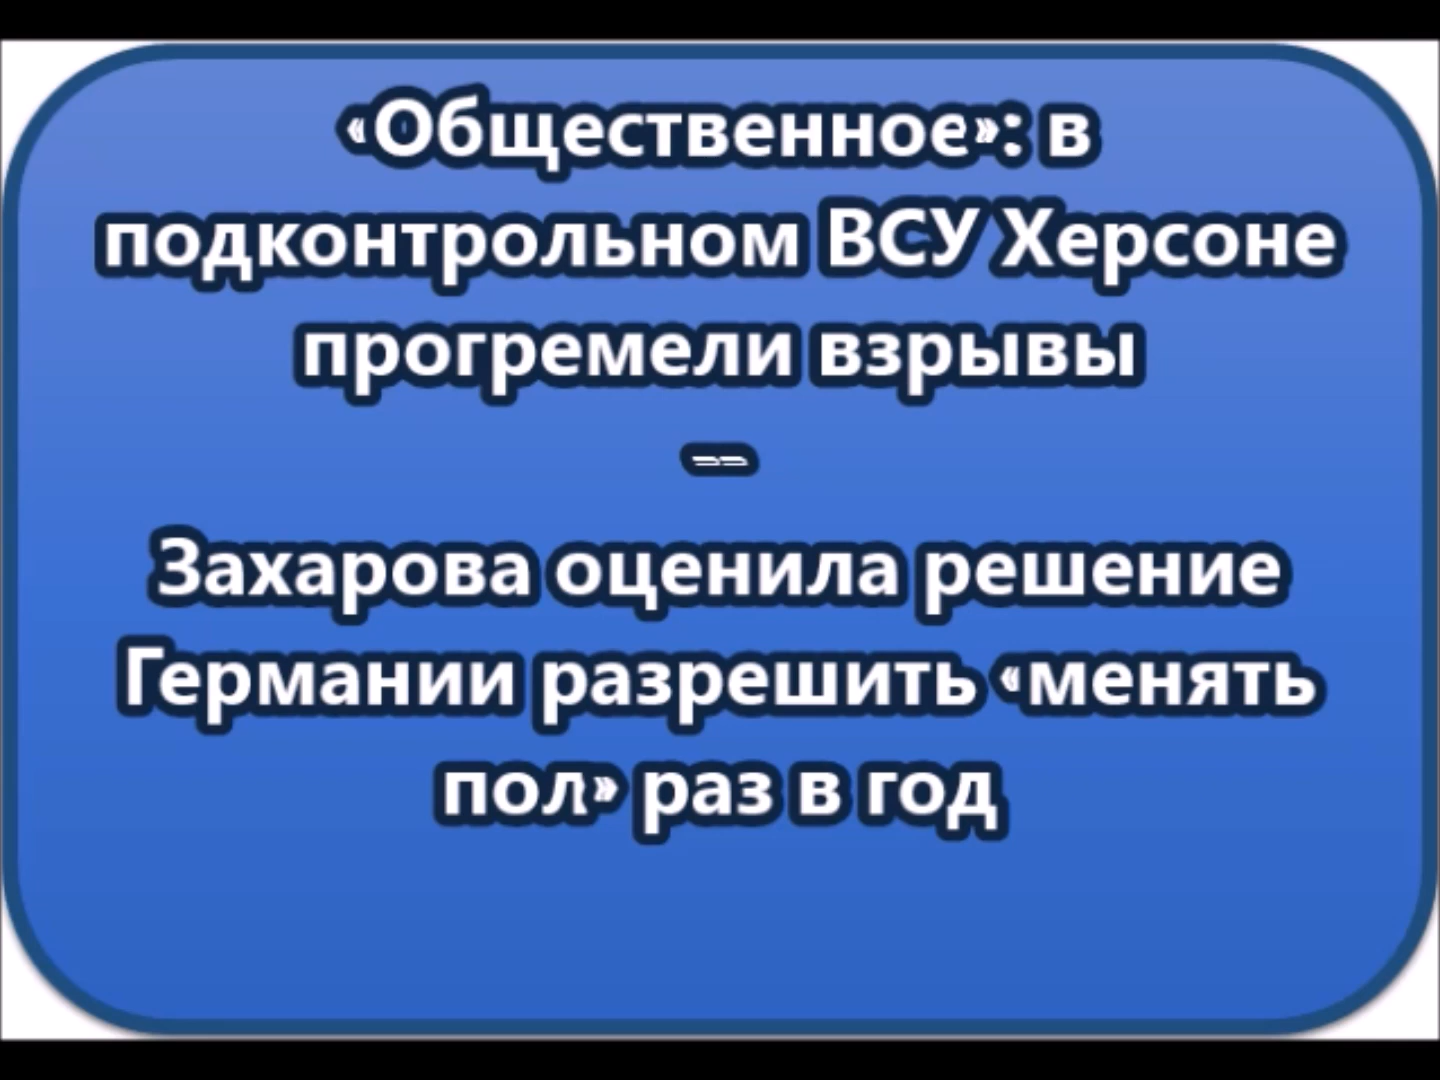 «Общественное»: в
подконтрольном ВСУ Херсоне
прогремели взрывы
==
Захарова оценила решение
Германии разрешить «менять
пол» раз в год